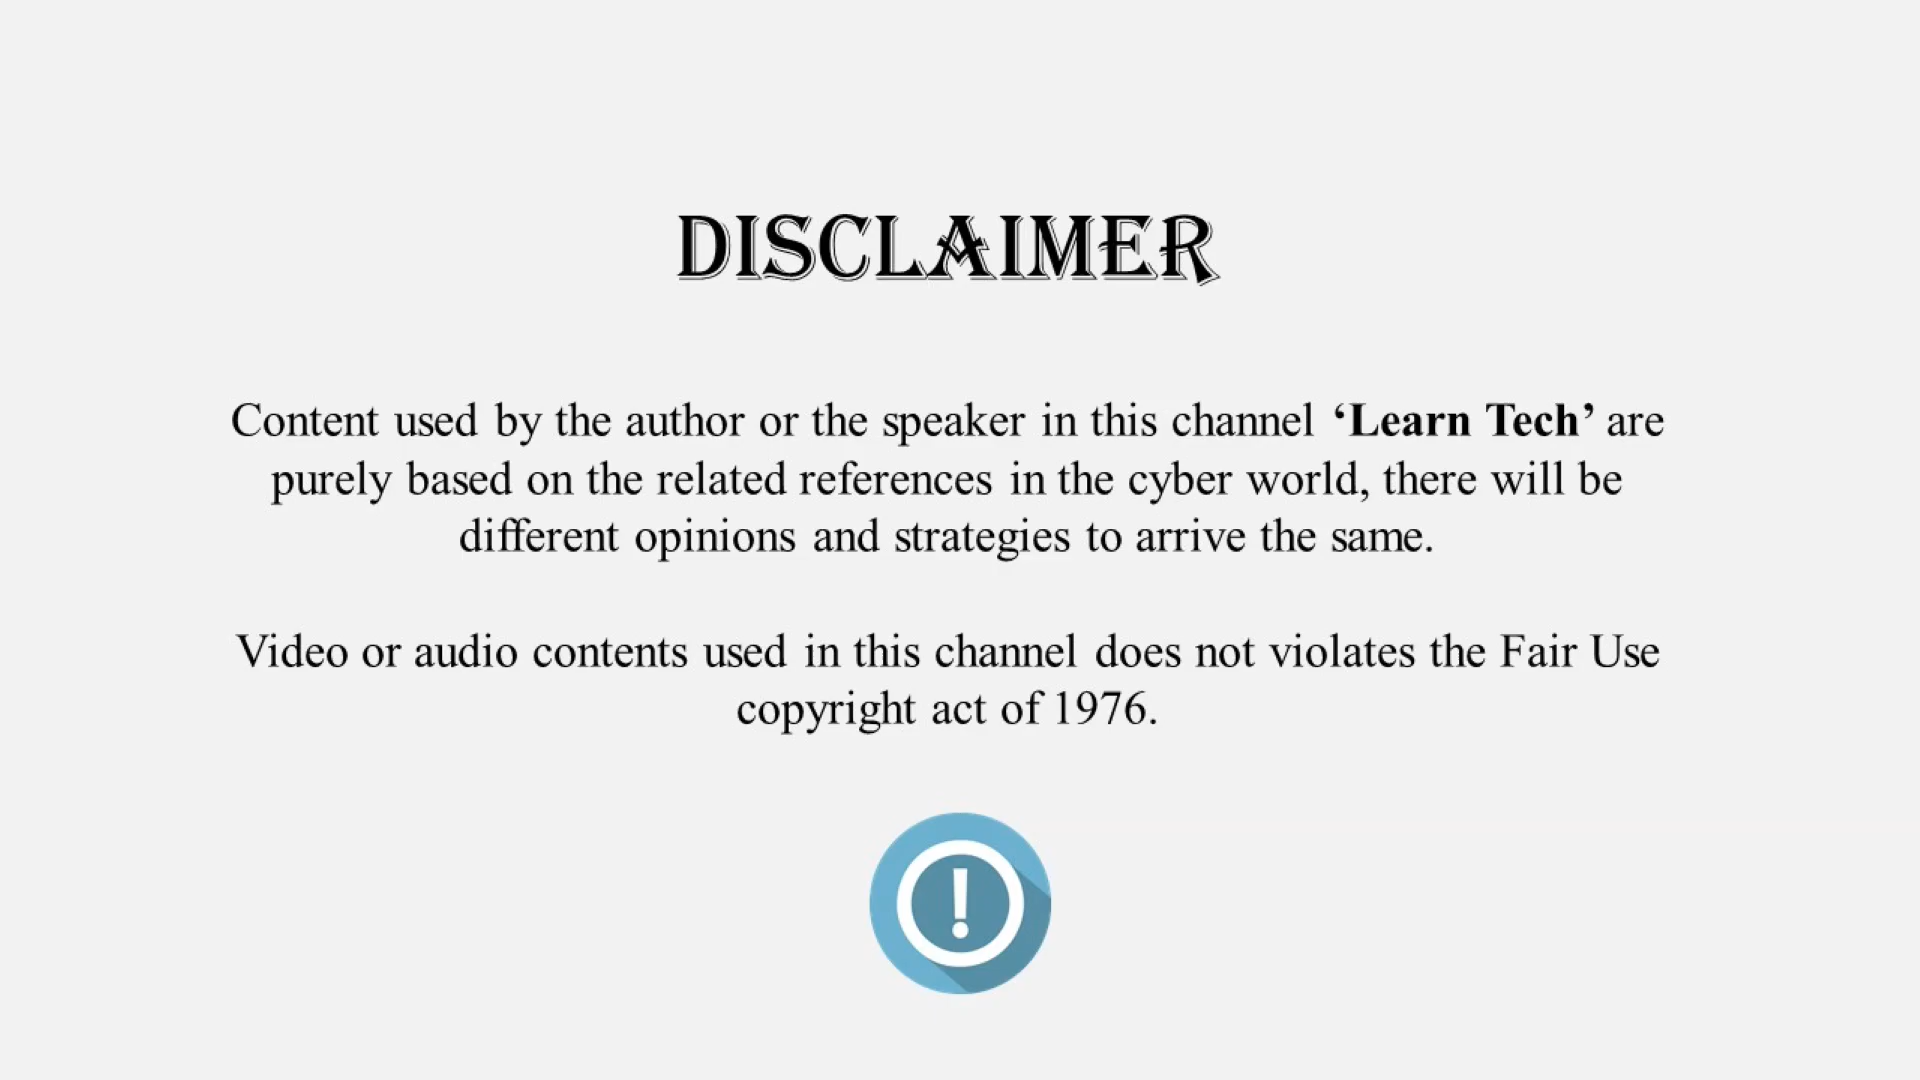 DISCLAIMER
Content used by the author or the speaker in this channel ‘Learn Tech’ are
purely based on the related references in the cyber world, there will be
different opinions and strategies to arrive the same.
Video or audio contents used in this channel does not violates the Fair Use
copyright act of 1976.